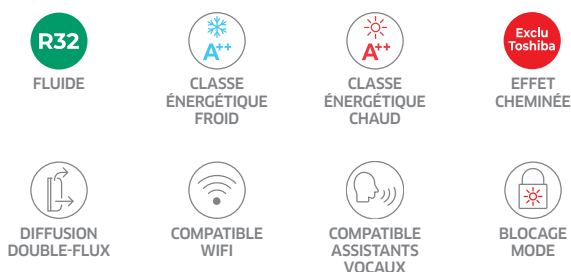 R32
FLUIDE
A++
CLASSE
ÉNERGÉTIQUE
FROID
A++
CLASSE
ÉNERGÉTIQUE
CHAUD
Exclu
Toshiba
EFFET
CHEMINÉE
DIFFUSION
DOUBLE-FLUX
COMPATIBLE
WIFI
COMPATIBLE
ASSISTANTS
VOCAUX
BLOCAGE
MODE